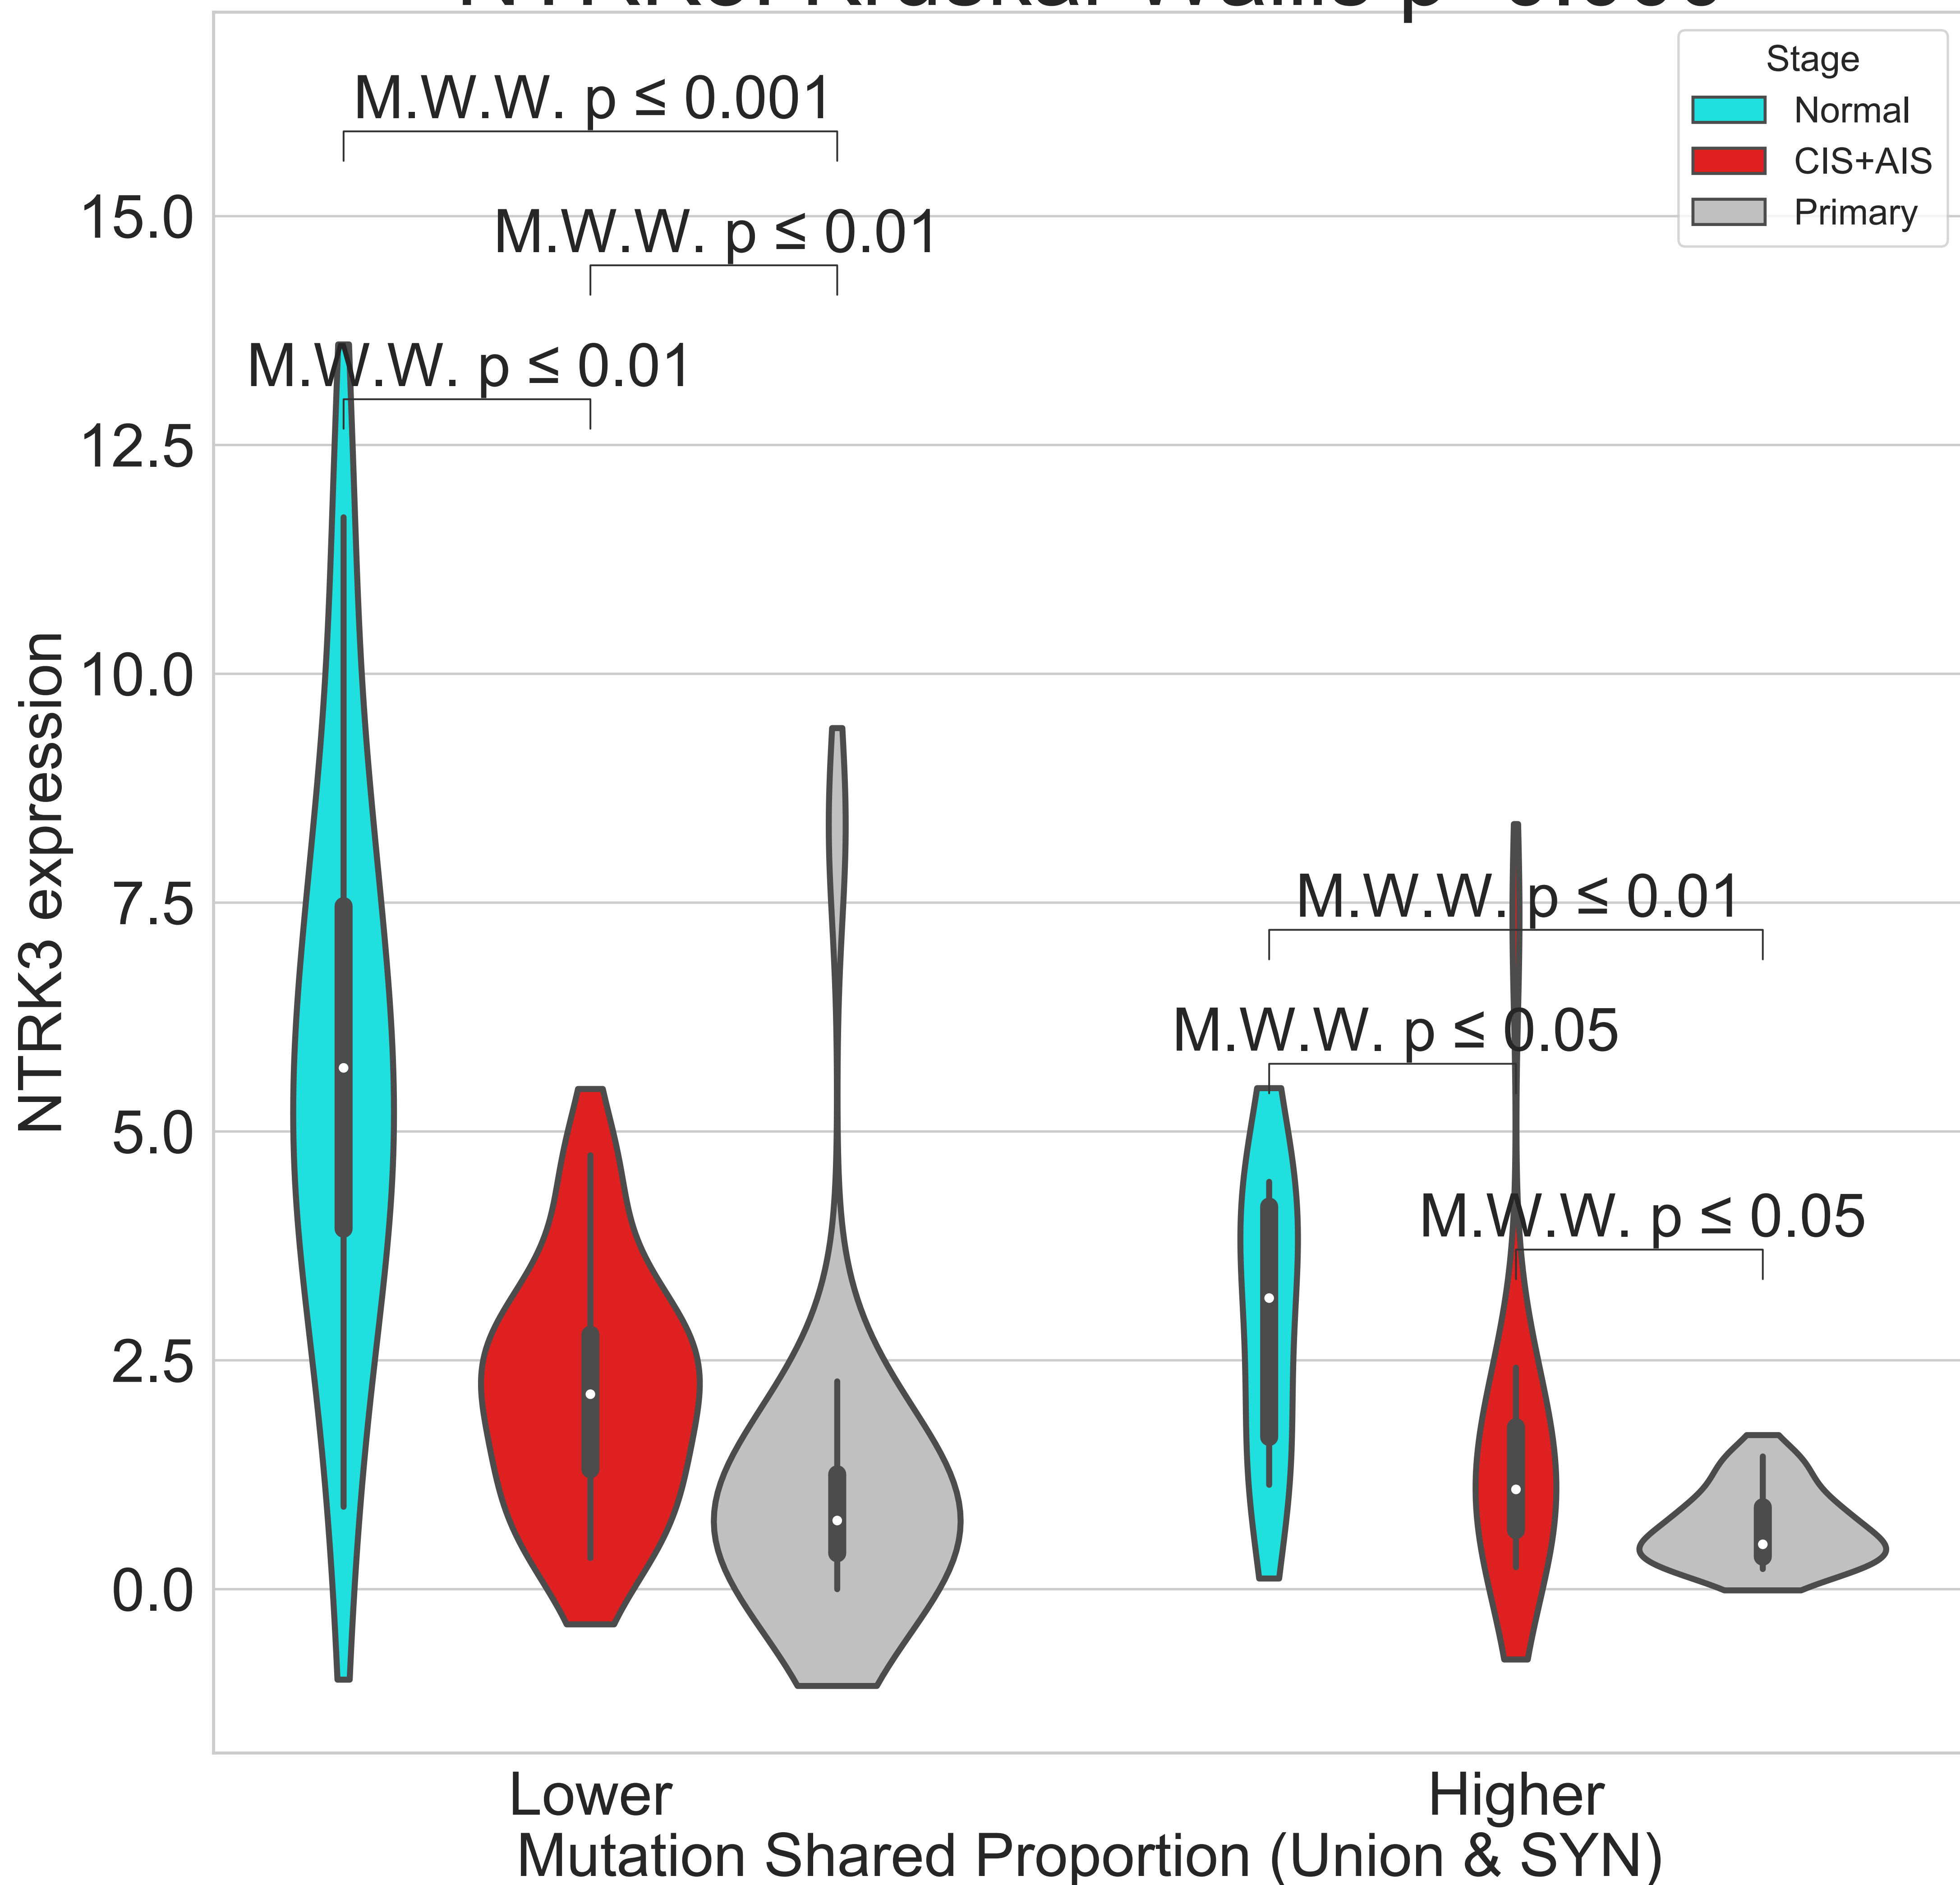 Stage
Normal
CIS+AIS
Primary
M.W.W. p ≤ 0.001
M.W.W. p ≤ 0.01
M.W.W. p ≤ 0.01
M.W.W. p ≤ 0.01
M.W.W. p ≤ 0.05
M.W.W. p ≤ 0.05
15.0
12.5
10.0
7.5
5.0
2.5
0.0
NTRK3 expression
Lower
Higher
Mutation Shared Proportion (Union & SYN)